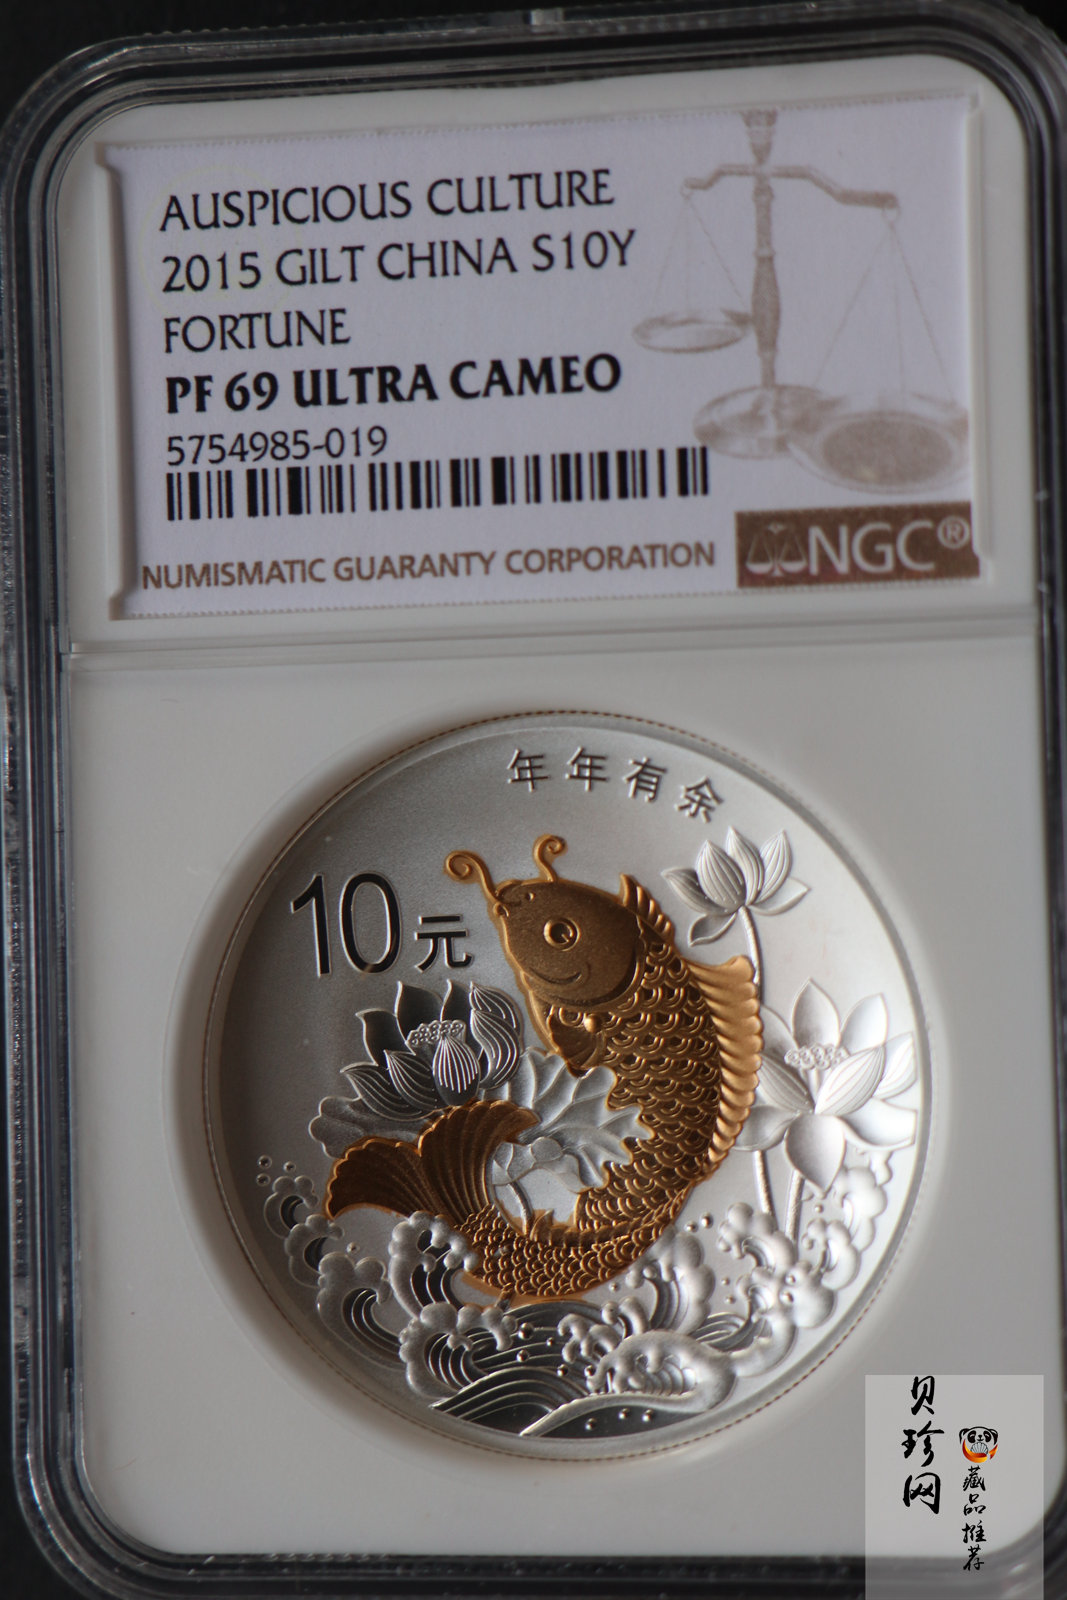 AUSPICIOUS CULTURE
2015 GILT CHINA S10Y
FORTUNE
PF 69 ULTRA CAMEO
5754985-019
NUMISMATIC GUARANTY CORPORATION
NGC®
年年有余
10元
贝珍网
藏品推荐